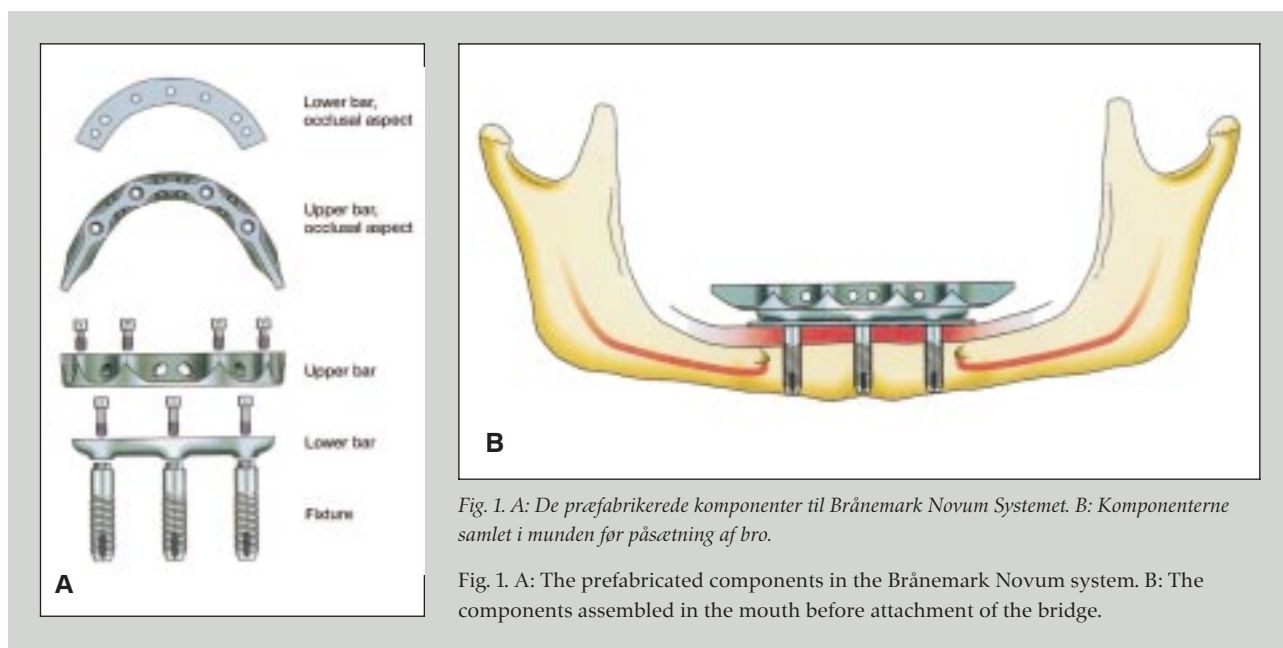 Lower bar,
occlusal aspect
Upper bar,
occlusal aspect
Upper bar
Lower bar
Fixture
A
B
Fig. 1. A: De præfabrikerede komponenter til Brånemark Novum Systemet. B: Komponenterne
samlet i munden før påsætning af bro.
Fig. 1. A: The prefabricated components in the Brånemark Novum system. B: The
components assembled in the mouth before attachment of the bridge.